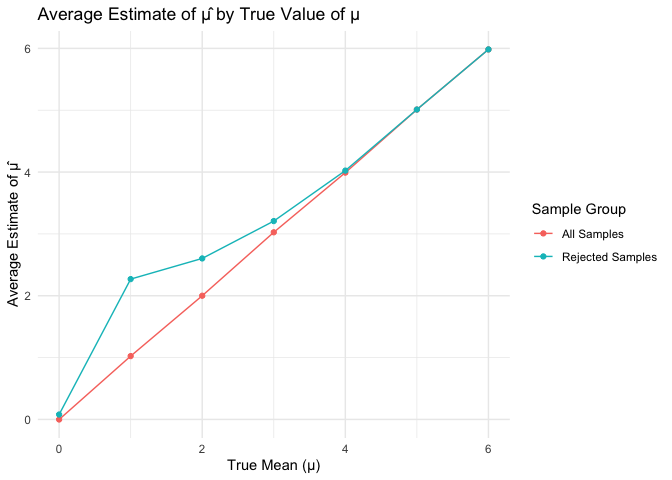 Average Estimate of μ̂ by True Value of μ
Average Estimate of μ̂
6
4
2
0
0
2
4
6
True Mean (μ)
Sample Group
All Samples
Rejected Samples